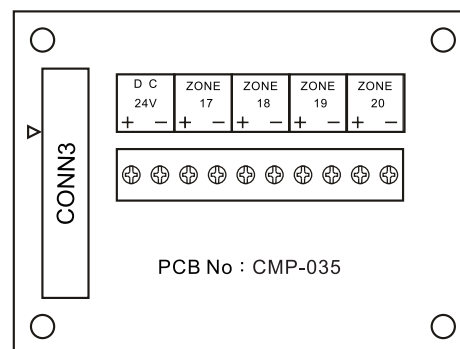 D C ZONE ZONE ZONE ZONE
24V 17 18 19 20
+ − + − + − + − + −
CONN3
PCB No : CMP-035